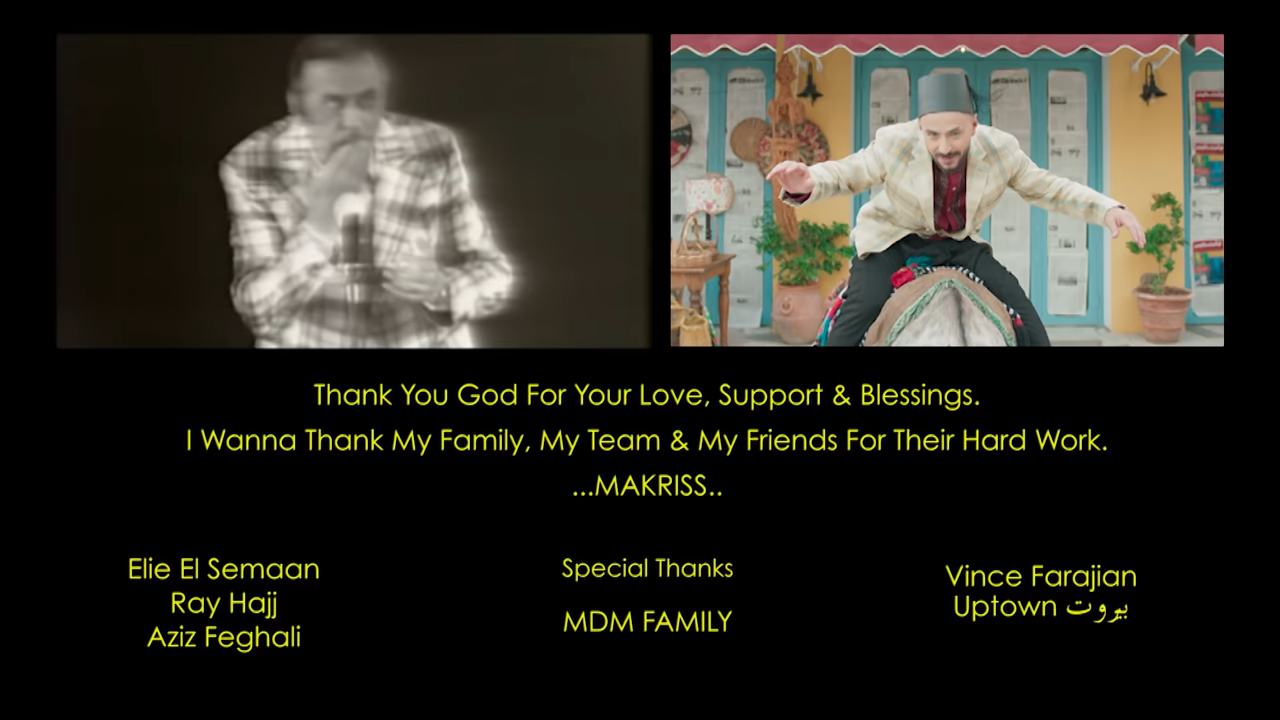 Thank You God For Your Love, Support & Blessings.
I Wanna Thank My Family, My Team & My Friends For Their Hard Work.
...MAKRISS..
Elie El Semaan
Ray Hajj
Aziz Feghali
Special Thanks
MDM FAMILY
Vince Farajian
Uptown بيروت